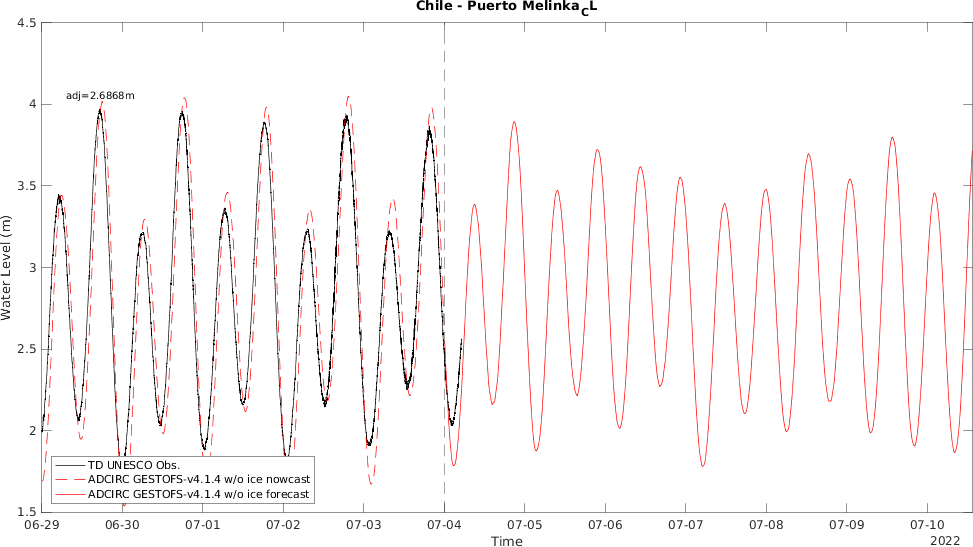 Chile - Puerto MelinkaCL
adj=2.6868m
4.5
4
3.5
3
2.5
2
1.5
Water Level (m)
TD UNESCO Obs.
ADCIRC GESTOFS-v4.1.4 w/o ice nowcast
ADCIRC GESTOFS-v4.1.4 w/o ice forecast
06-29 06-30 07-01 07-02 07-03 07-04 07-05 07-06 07-07 07-08 07-09 07-10
Time
2022